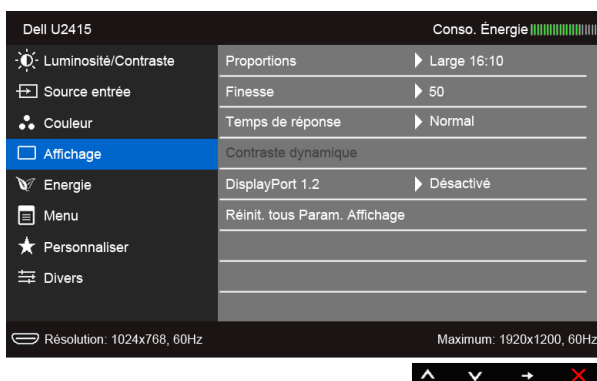 Dell U2415 Conso. Énergie
Luminosité/Contraste Proportions Large 16:10
Source entrée Finesse 50
Couleur Temps de réponse Normal
Affichage Contraste dynamique
Energie DisplayPort 1.2 Désactivé
Menu Réinit. tous Param. Affichage
Personnaliser
Divers
Résolution: 1024x768, 60Hz Maximum: 1920x1200, 60Hz